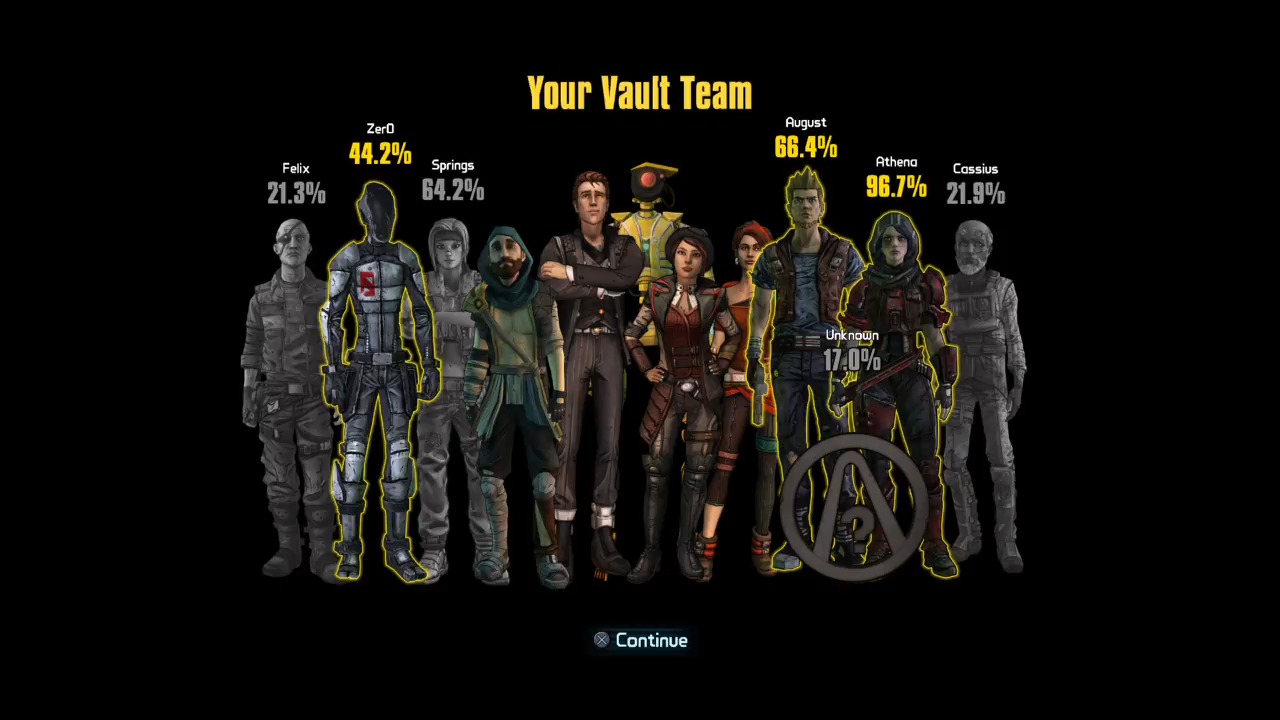 Your Vault Team
Felix
21.3%
Zer0
44.2%
Springs
64.2%
August
66.4%
Athena
96.7%
Cassius
21.9%
Unknown
17.0%
?
Continue